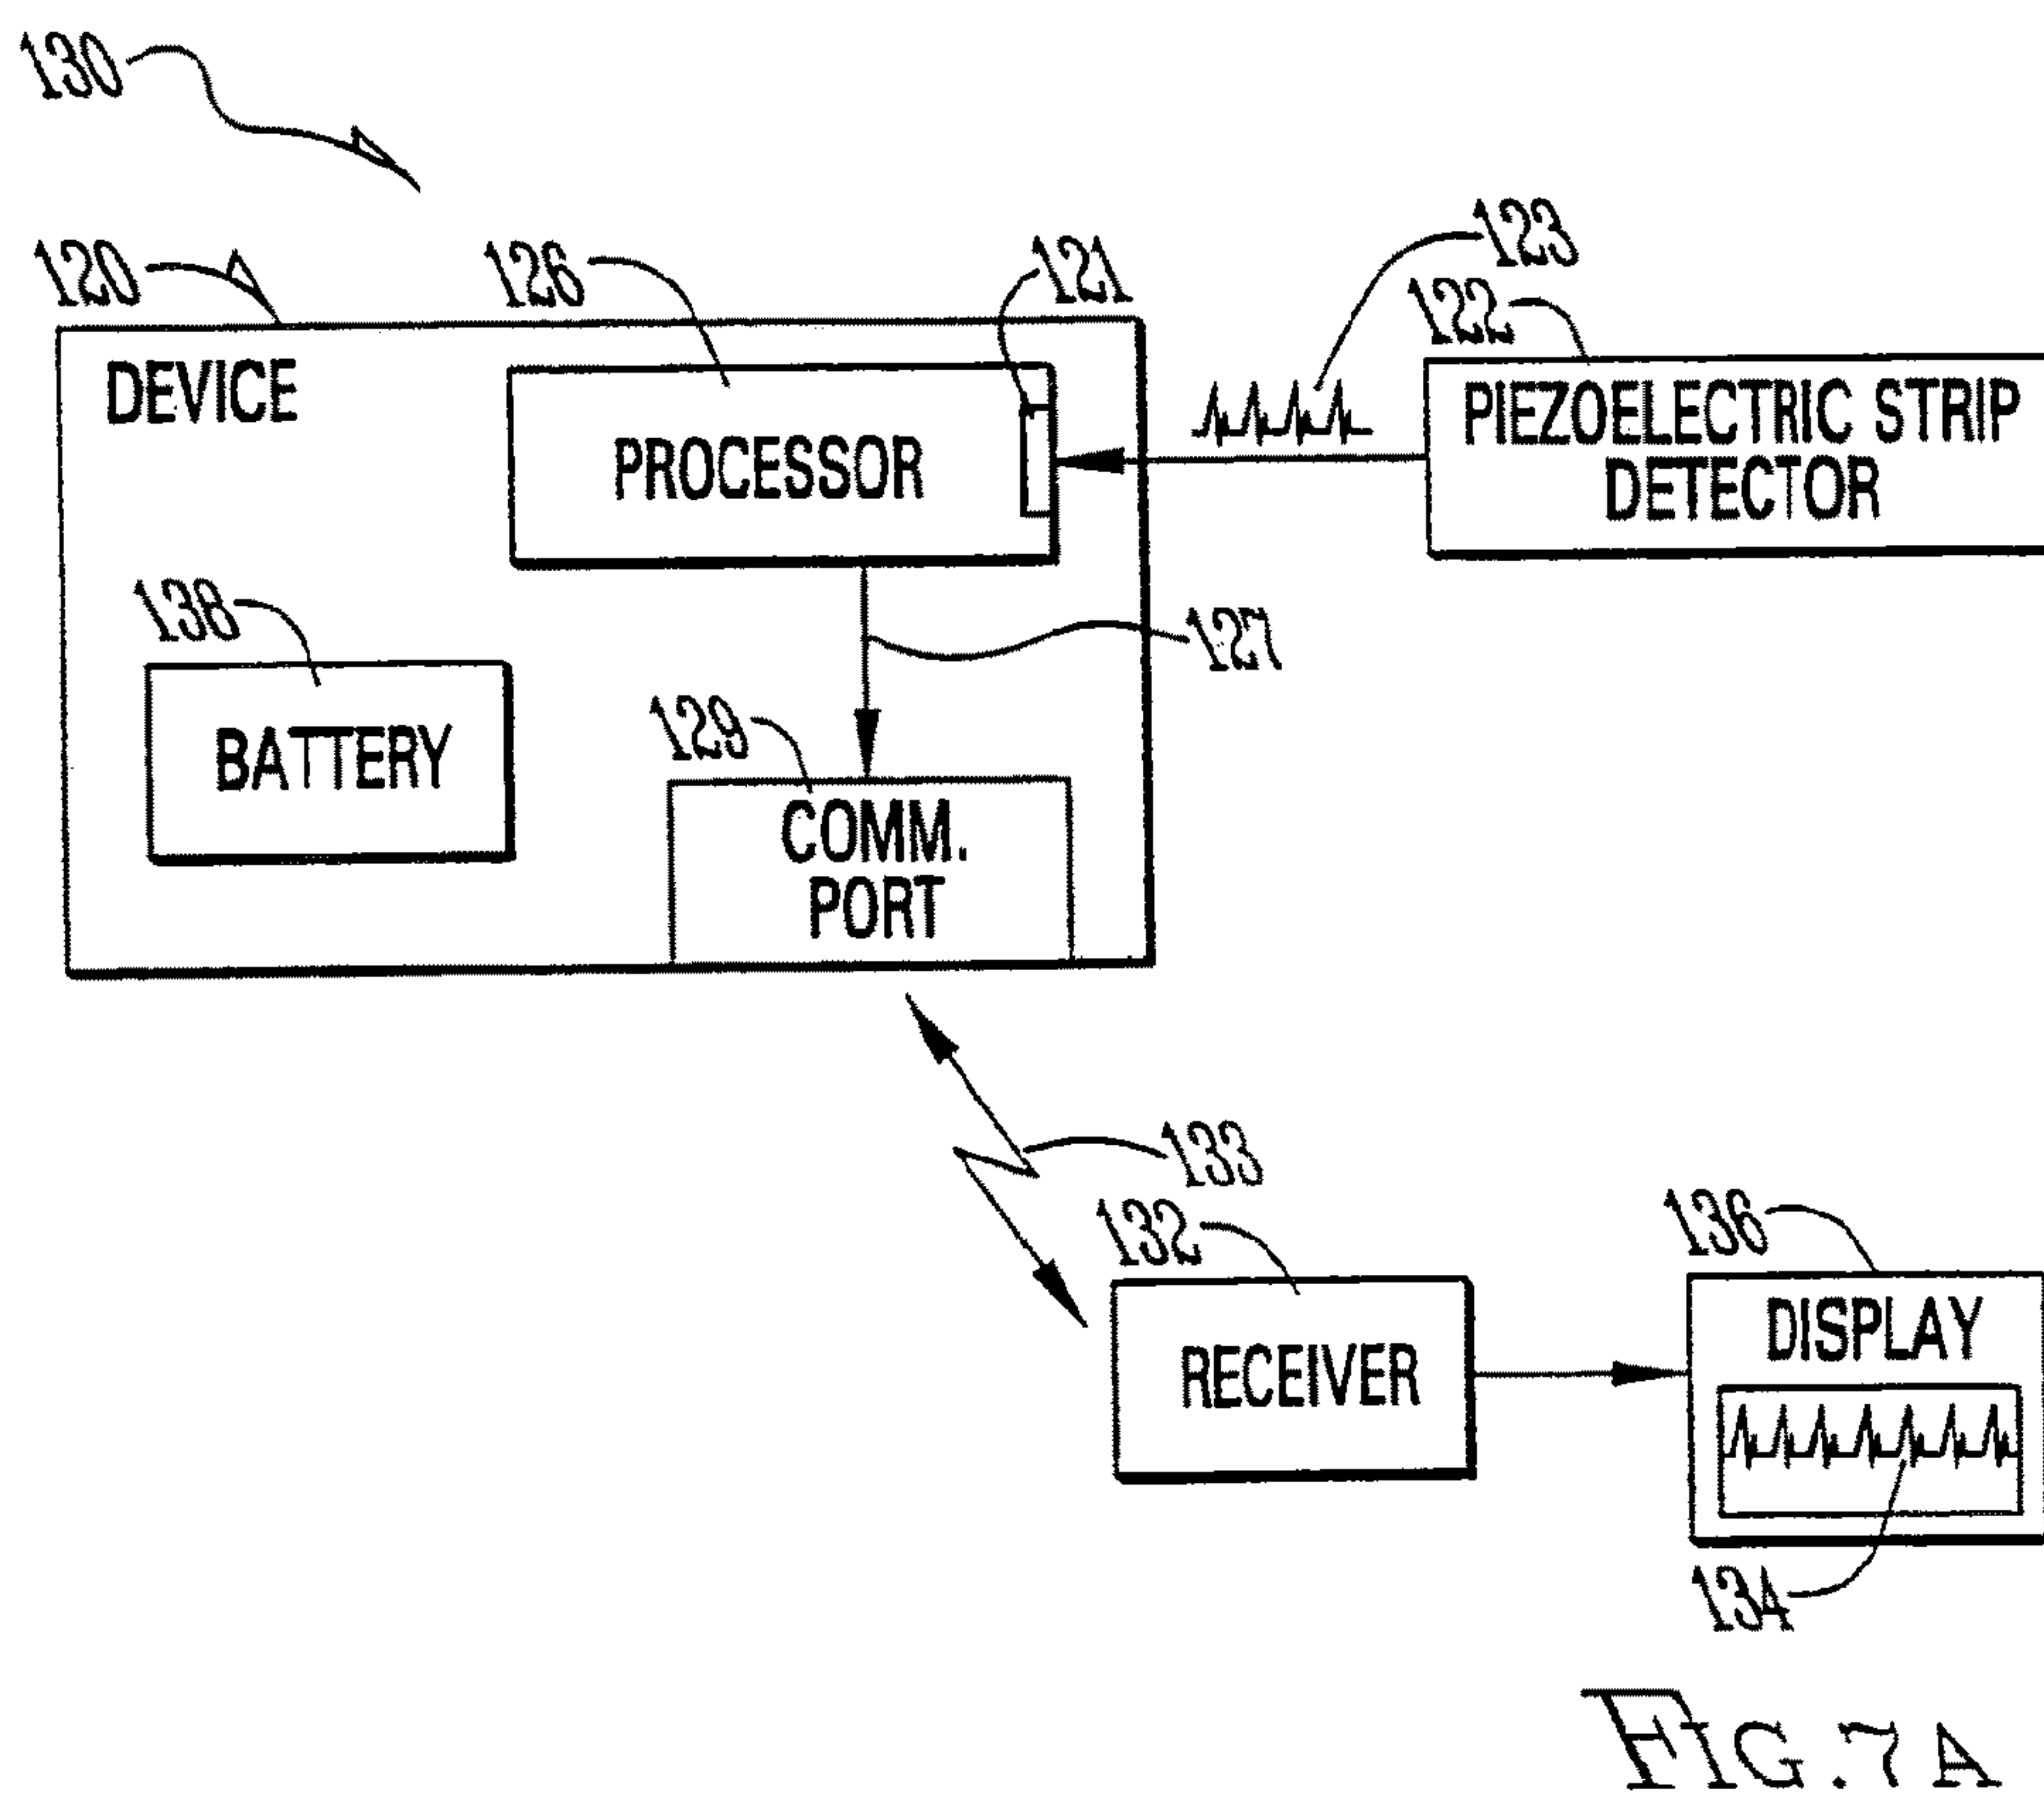 130
120
126
121
123
122
DEVICE
PROCESSOR
PIEZOELECTRIC STRIP
DETECTOR
138
127
BATTERY
129
COMM.
PORT
133
132
136
RECEIVER
DISPLAY
134
FIG. 7A